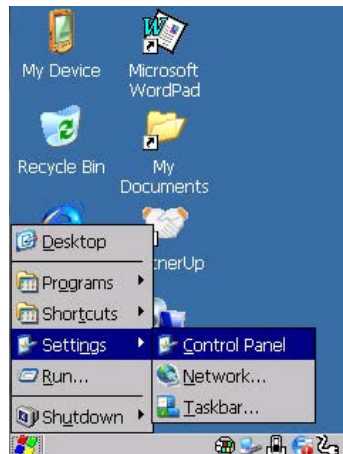 My Device
Microsoft
WordPad
Recycle Bin
My
Documents
tnerUp
Desktop
Programs
Shortcuts
Settings
Run...
Shutdown
Control Panel
Network...
Taskbar...